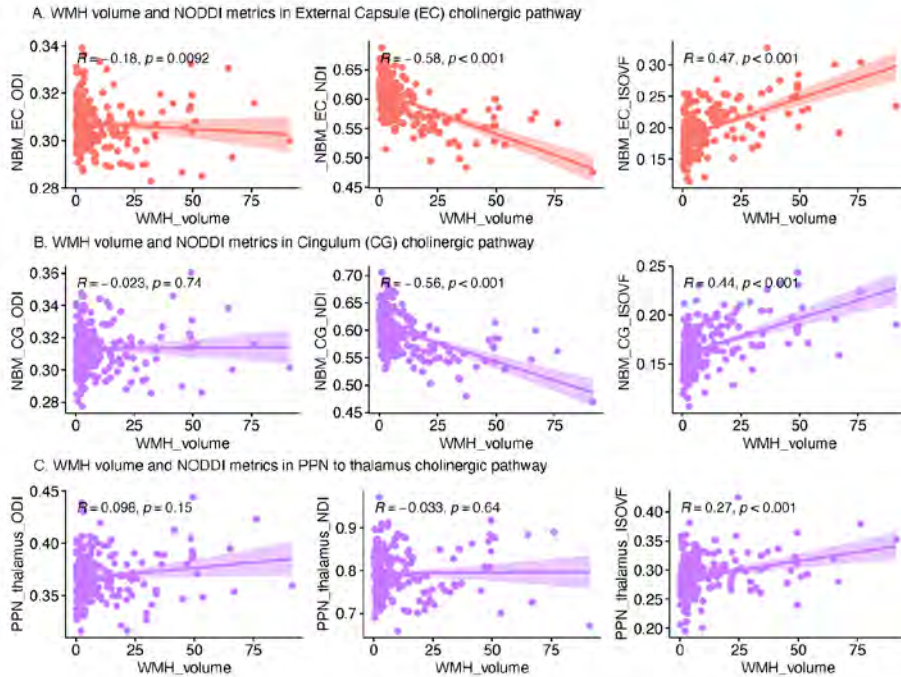 A. WMH volume and NODDI metrics in External Capsule (EC) cholinergic pathway
NBM_EC_ODI
0.34
0.32
0.30
0.28
R = −0.18, p = 0.0092
0 25 50 75
WMH_volume
_NBM_EC_NDI
0.65
0.60
0.55
0.50
0.45
R = −0.58, p < 0.001
0 25 50 75
WMH_volume
NBM_EC_ISOVF
0.30
0.25
0.20
0.15
R = 0.47, p < 0.001
0 25 50 75
WMH_volume
B. WMH volume and NODDI metrics in Cingulum (CG) cholinergic pathway
NBM_CG_ODI
0.36
0.34
0.32
0.30
0.28
R = −0.023, p = 0.74
0 25 50 75
WMH_volume
NBM_CG_NDI
0.70
0.65
0.60
0.55
0.50
0.45
R = −0.56, p < 0.001
0 25 50 75
WMH_volume
NBM_CG_ISOVF
0.25
0.20
0.15
R = 0.44, p < 0.001
0 25 50 75
WMH_volume
C. WMH volume and NODDI metrics in PPN to thalamus cholinergic pathway
PPN_thalamus_ODI
0.45
0.40
0.35
R = 0.098, p = 0.15
0 25 50 75
WMH_volume
PPN_thalamus_NDI
0.9
0.8
0.7
R = −0.033, p = 0.64
0 25 50 75
WMH_volume
PPN_thalamus_ISOVF
0.40
0.35
0.30
0.25
0.20
R = 0.27, p < 0.001
0 25 50 75
WMH_volume